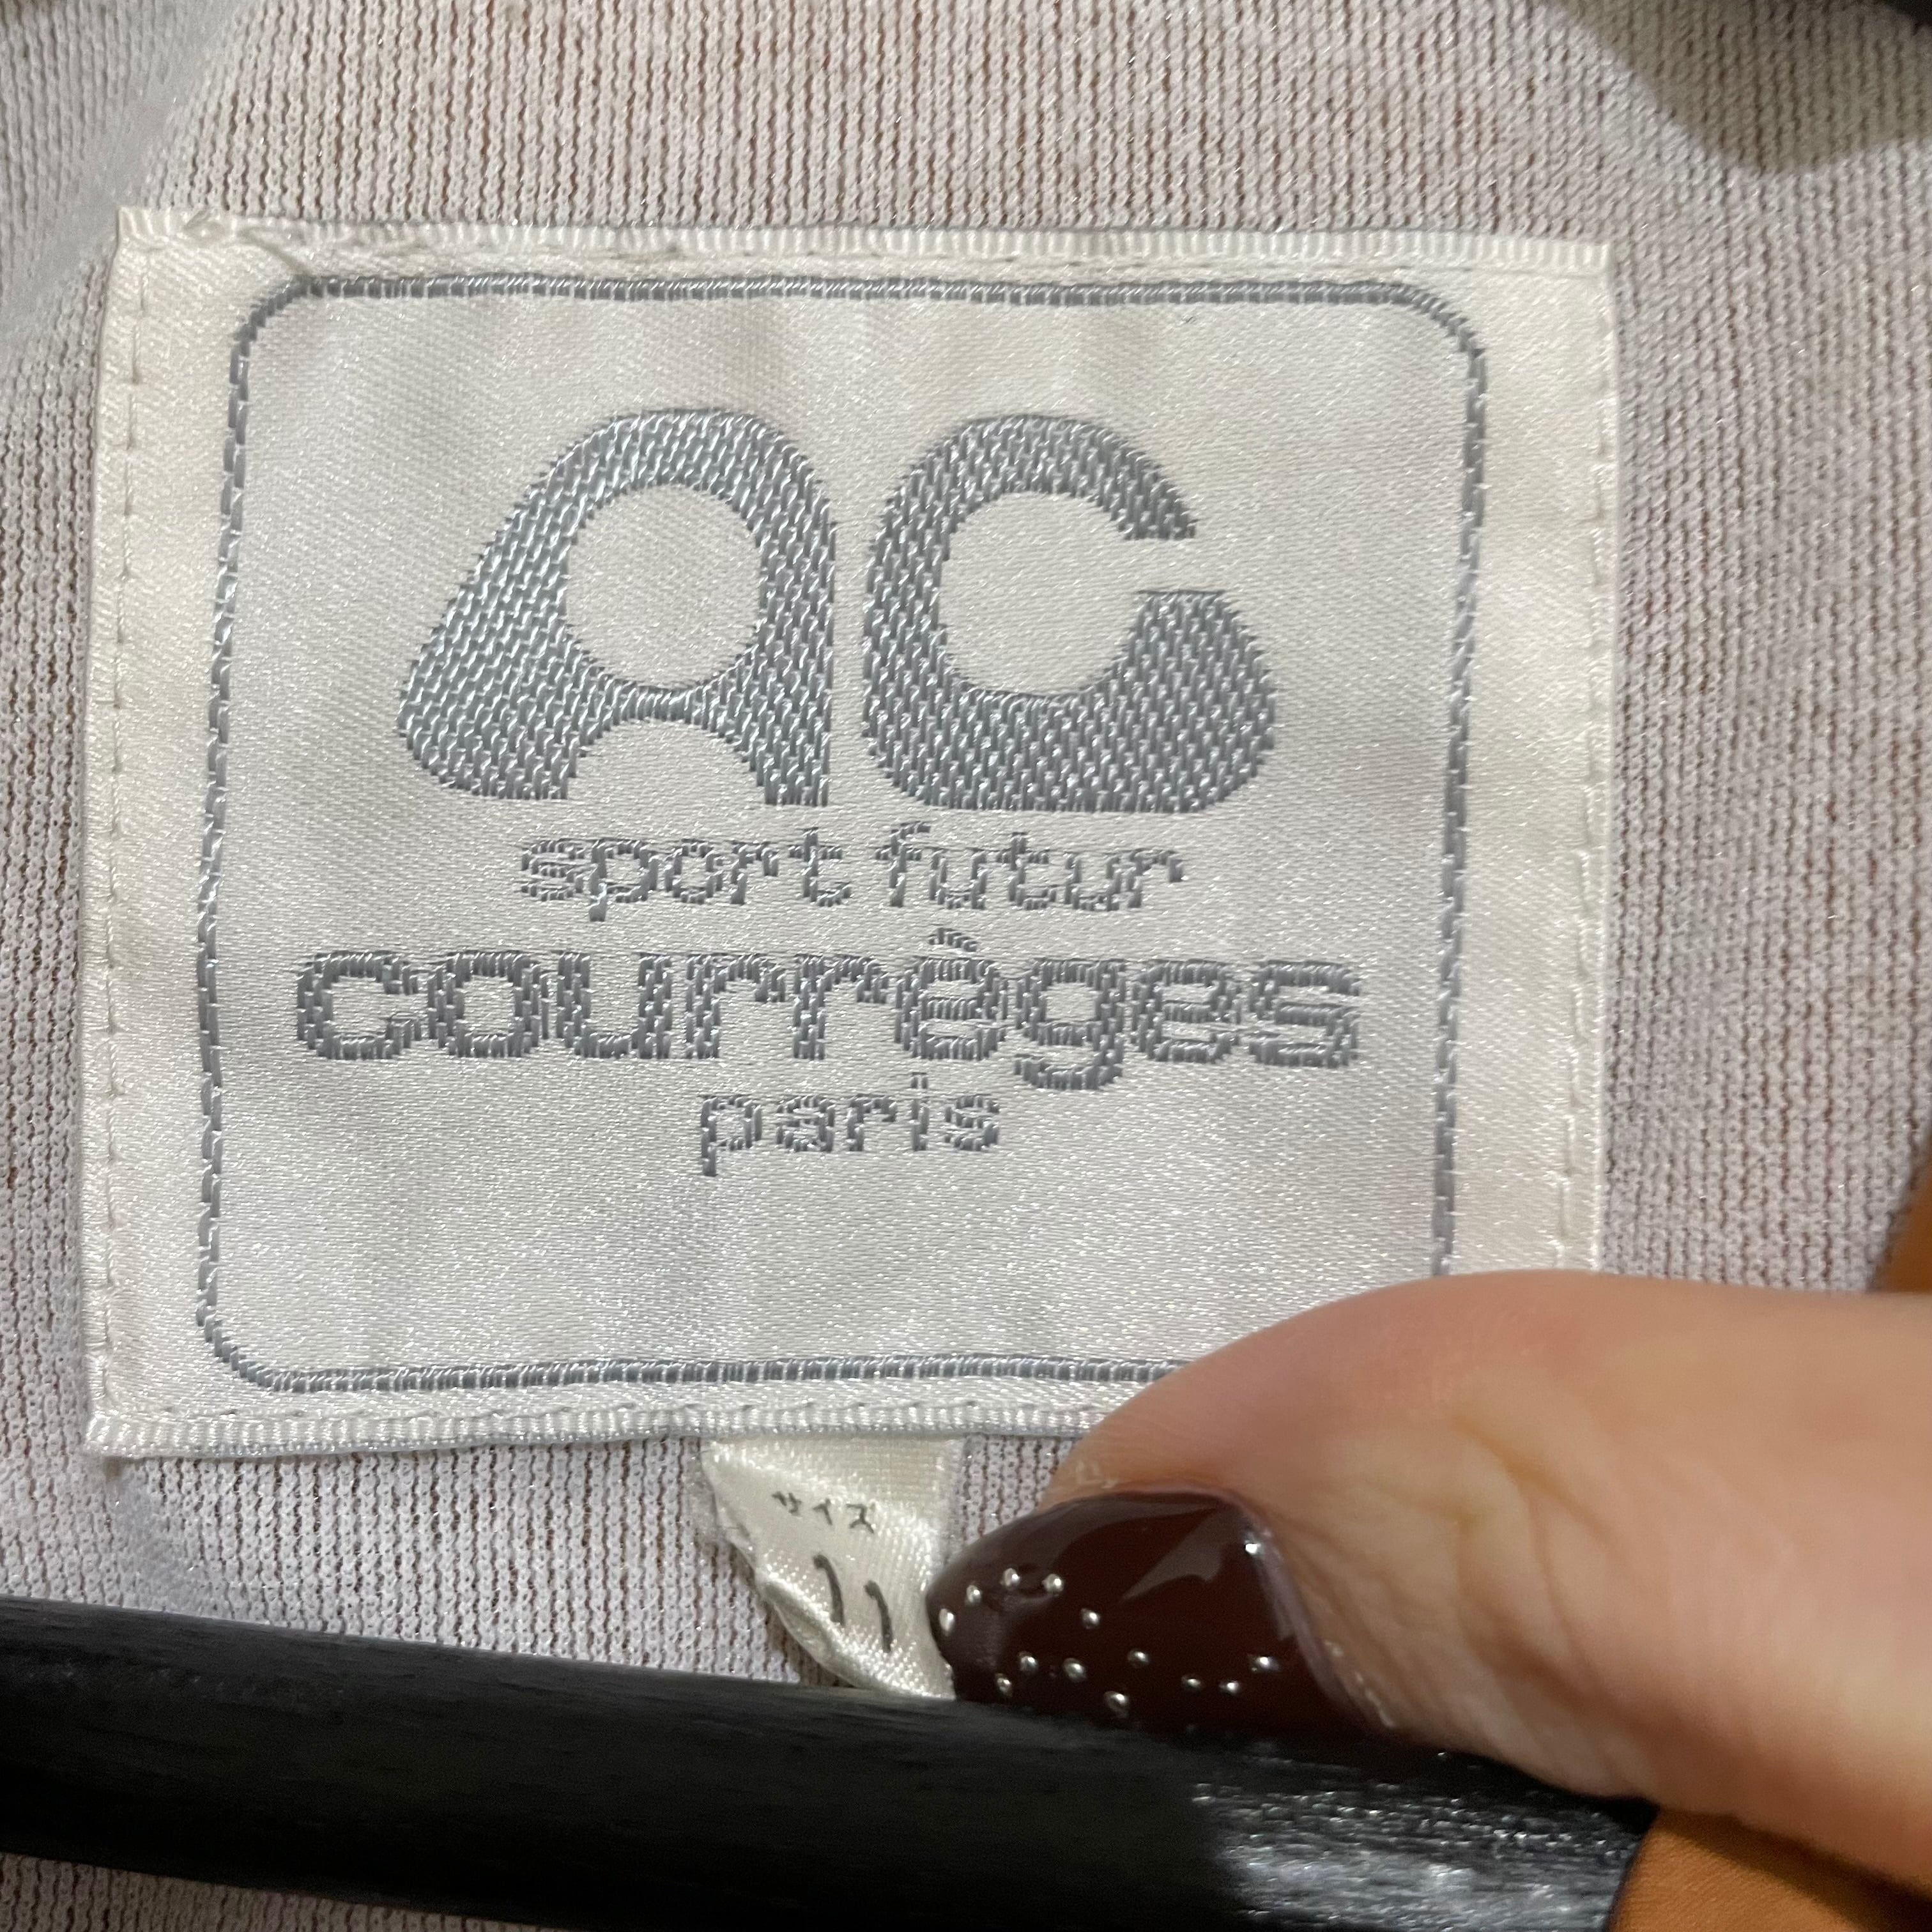 AC
sport futur
courrèges
paris
サイズ
11